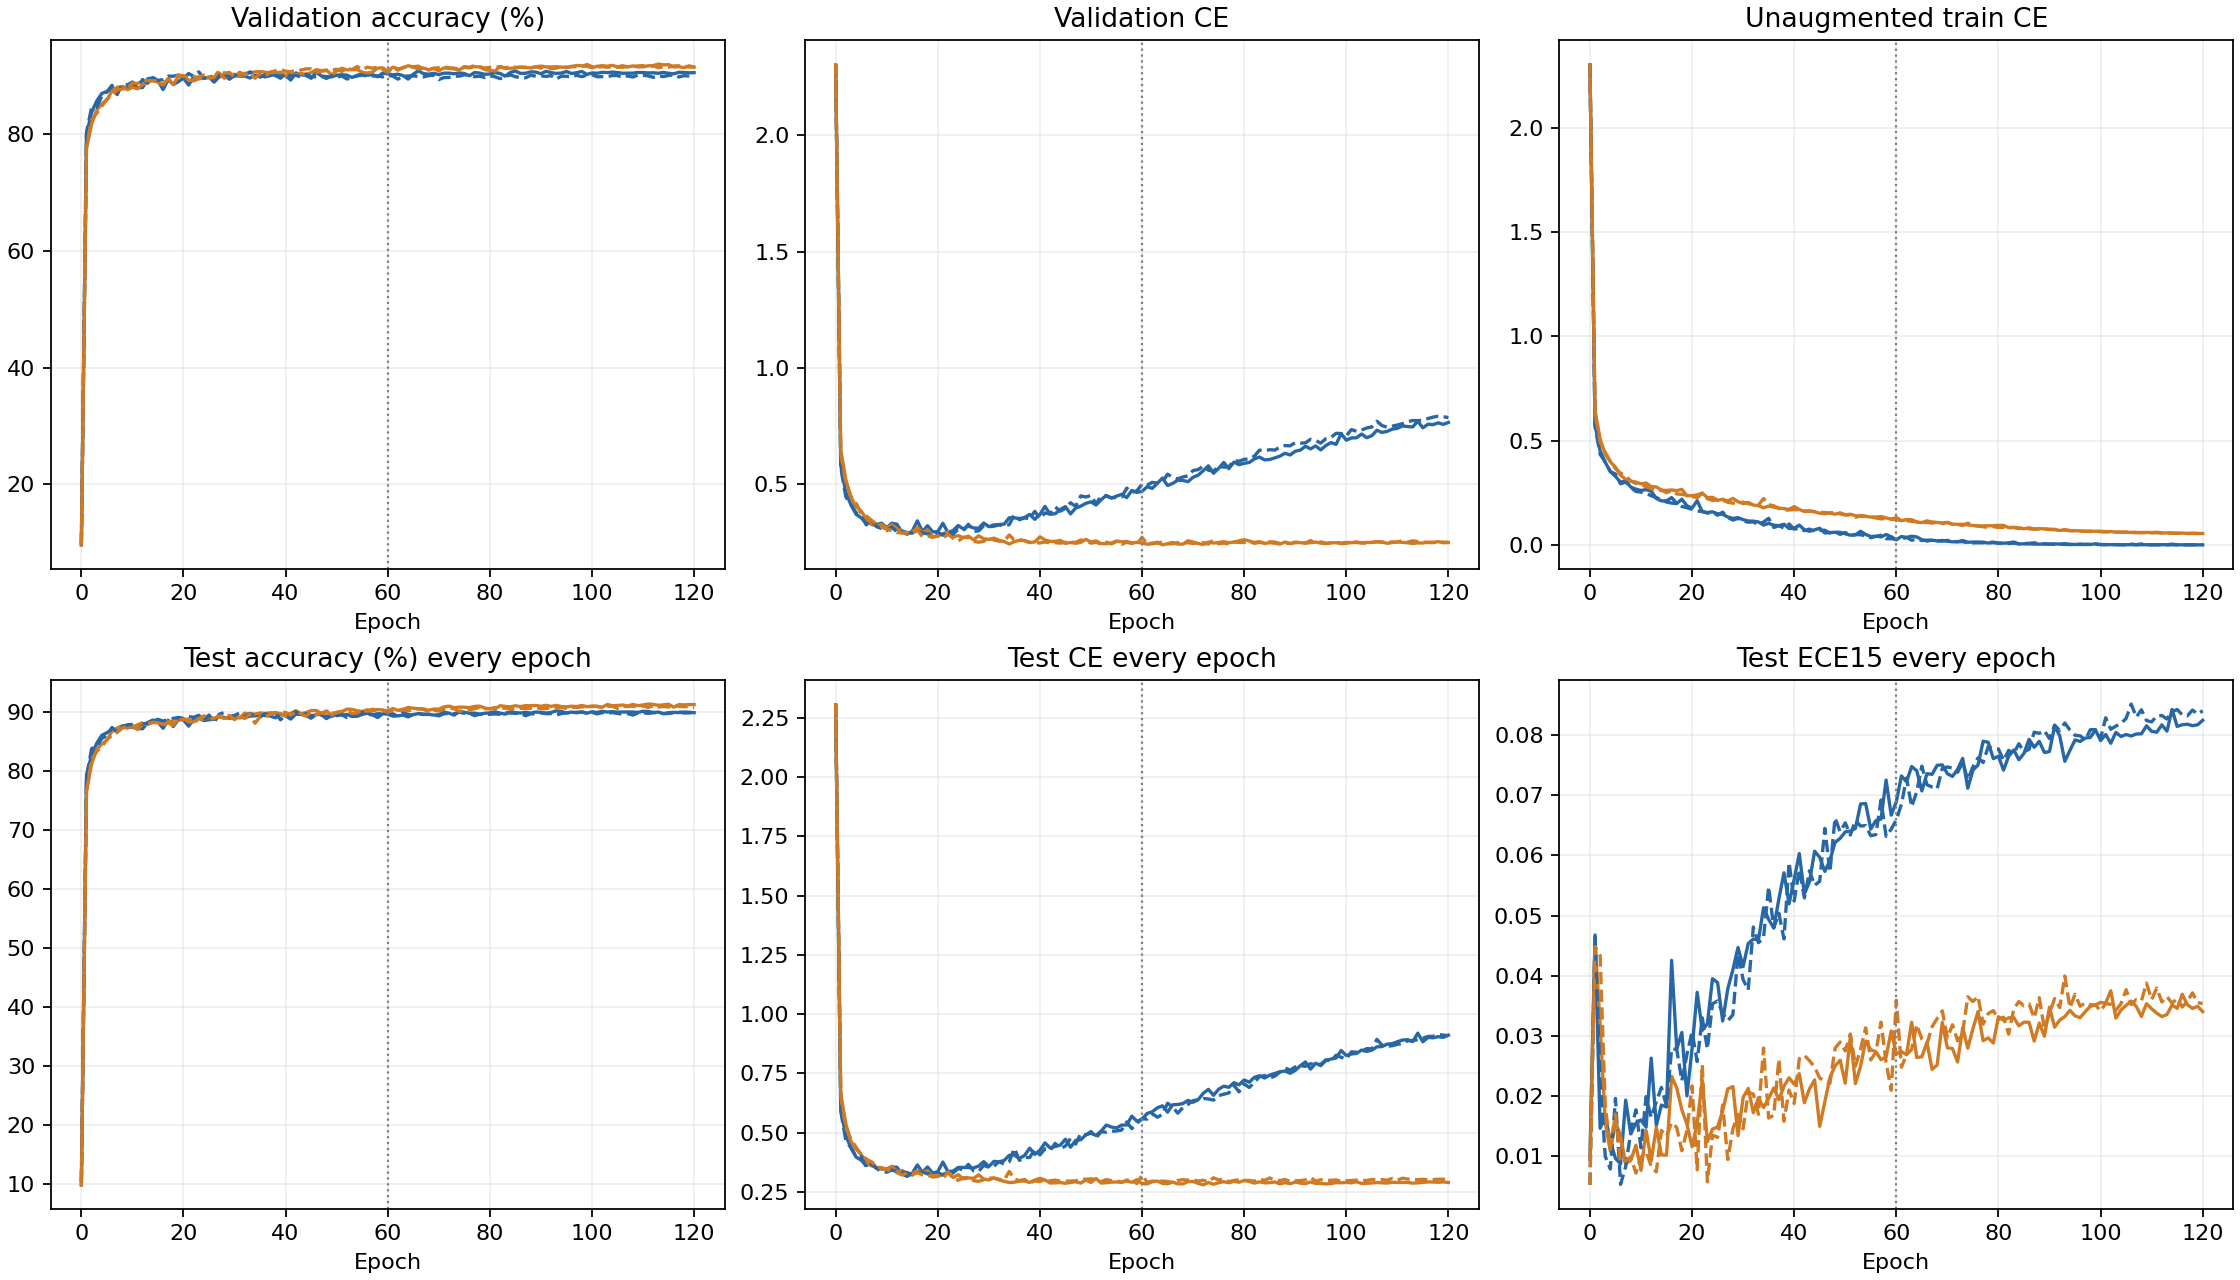 Validation accuracy (%)
80
60
40
20
0 20 40 60 80 100 120
Epoch
Validation CE
2.0
1.5
1.0
0.5
0 20 40 60 80 100 120
Epoch
Unaugmented train CE
2.0
1.5
1.0
0.5
0.0
0 20 40 60 80 100 120
Epoch
Test accuracy (%) every epoch
90
80
70
60
50
40
30
20
10
0 20 40 60 80 100 120
Epoch
Test CE every epoch
2.25
2.00
1.75
1.50
1.25
1.00
0.75
0.50
0.25
0 20 40 60 80 100 120
Epoch
Test ECE15 every epoch
0.08
0.07
0.06
0.05
0.04
0.03
0.02
0.01
0 20 40 60 80 100 120
Epoch